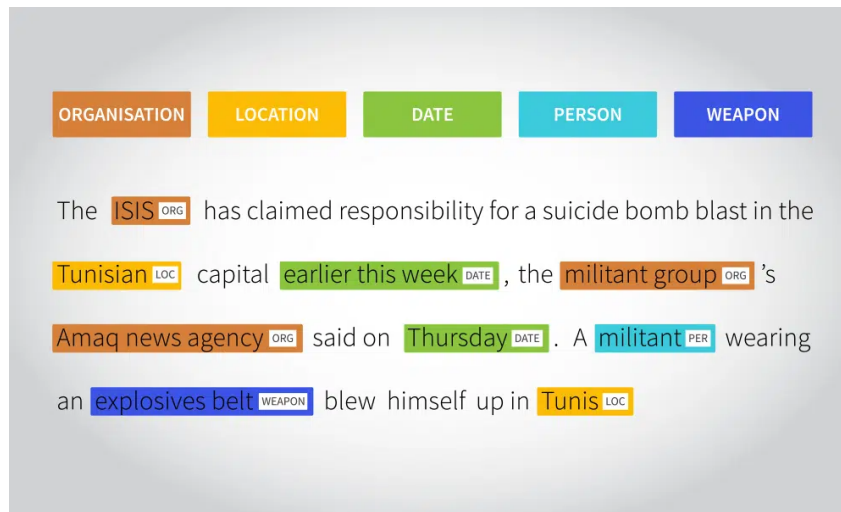 ORGANISATION LOCATION DATE PERSON WEAPON
The ISIS ORG has claimed responsibility for a suicide bomb blast in the
Tunisian LOC capital earlier this week DATE , the militant group ORG 's
Amaq news agency ORG said on Thursday DATE . A militant PER wearing
an explosives belt WEAPON blew himself up in Tunis LOC